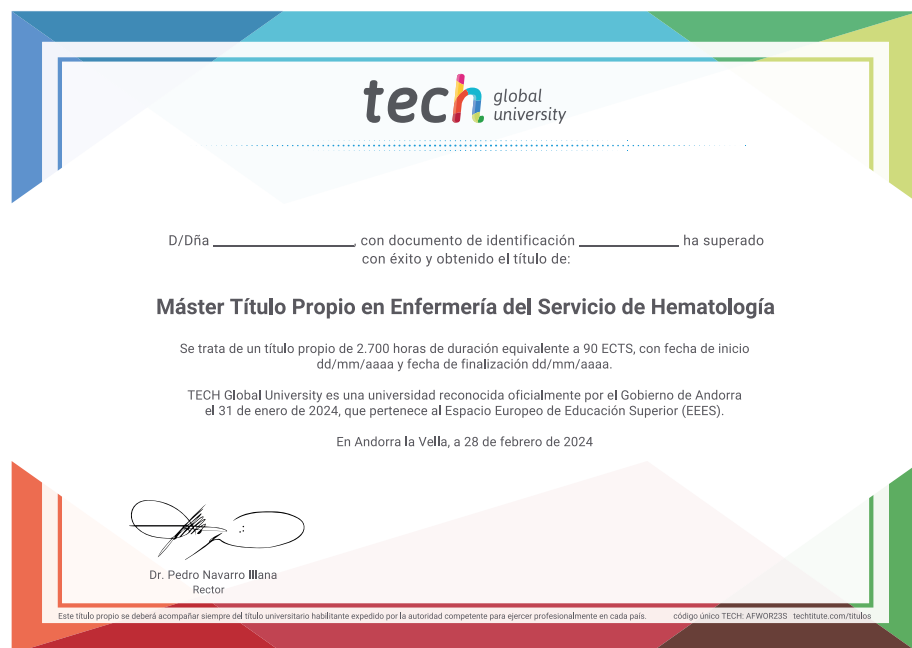 tech global university
D/Dña ____________________, con documento de identificación ______________ ha superado
con éxito y obtenido el título de:
Máster Título Propio en Enfermería del Servicio de Hematología
Se trata de un título propio de 2.700 horas de duración equivalente a 90 ECTS, con fecha de inicio
dd/mm/aaaa y fecha de finalización dd/mm/aaaa.
TECH Global University es una universidad reconocida oficialmente por el Gobierno de Andorra
el 31 de enero de 2024, que pertenece al Espacio Europeo de Educación Superior (EEES).
En Andorra la Vella, a 28 de febrero de 2024
Dr. Pedro Navarro Illana
Rector
Este título propio se deberá acompañar siempre del título universitario habilitante expedido por la autoridad competente para ejercer profesionalmente en cada país. código único TECH: AFWOR23S techtitute.com/titulos